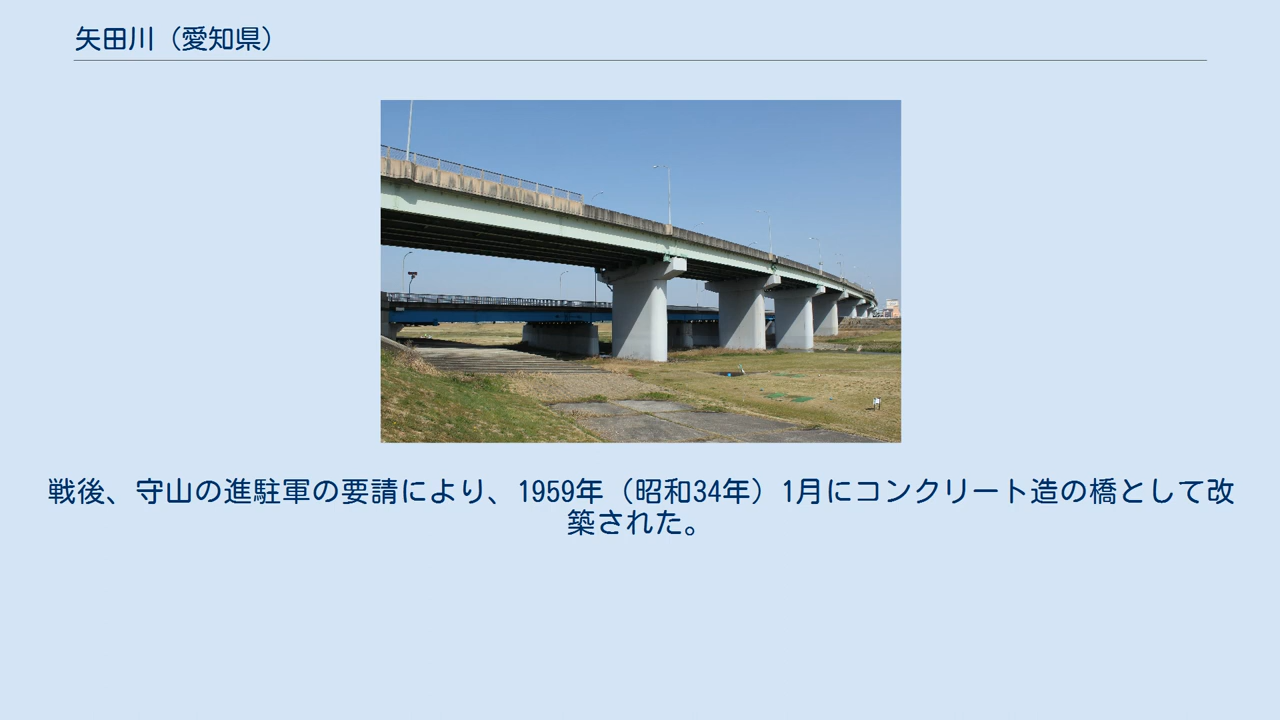 矢田川（愛知県）
戦後、守山の進駐軍の要請により、1959年（昭和34年）1月にコンクリート造の橋として改
築された。